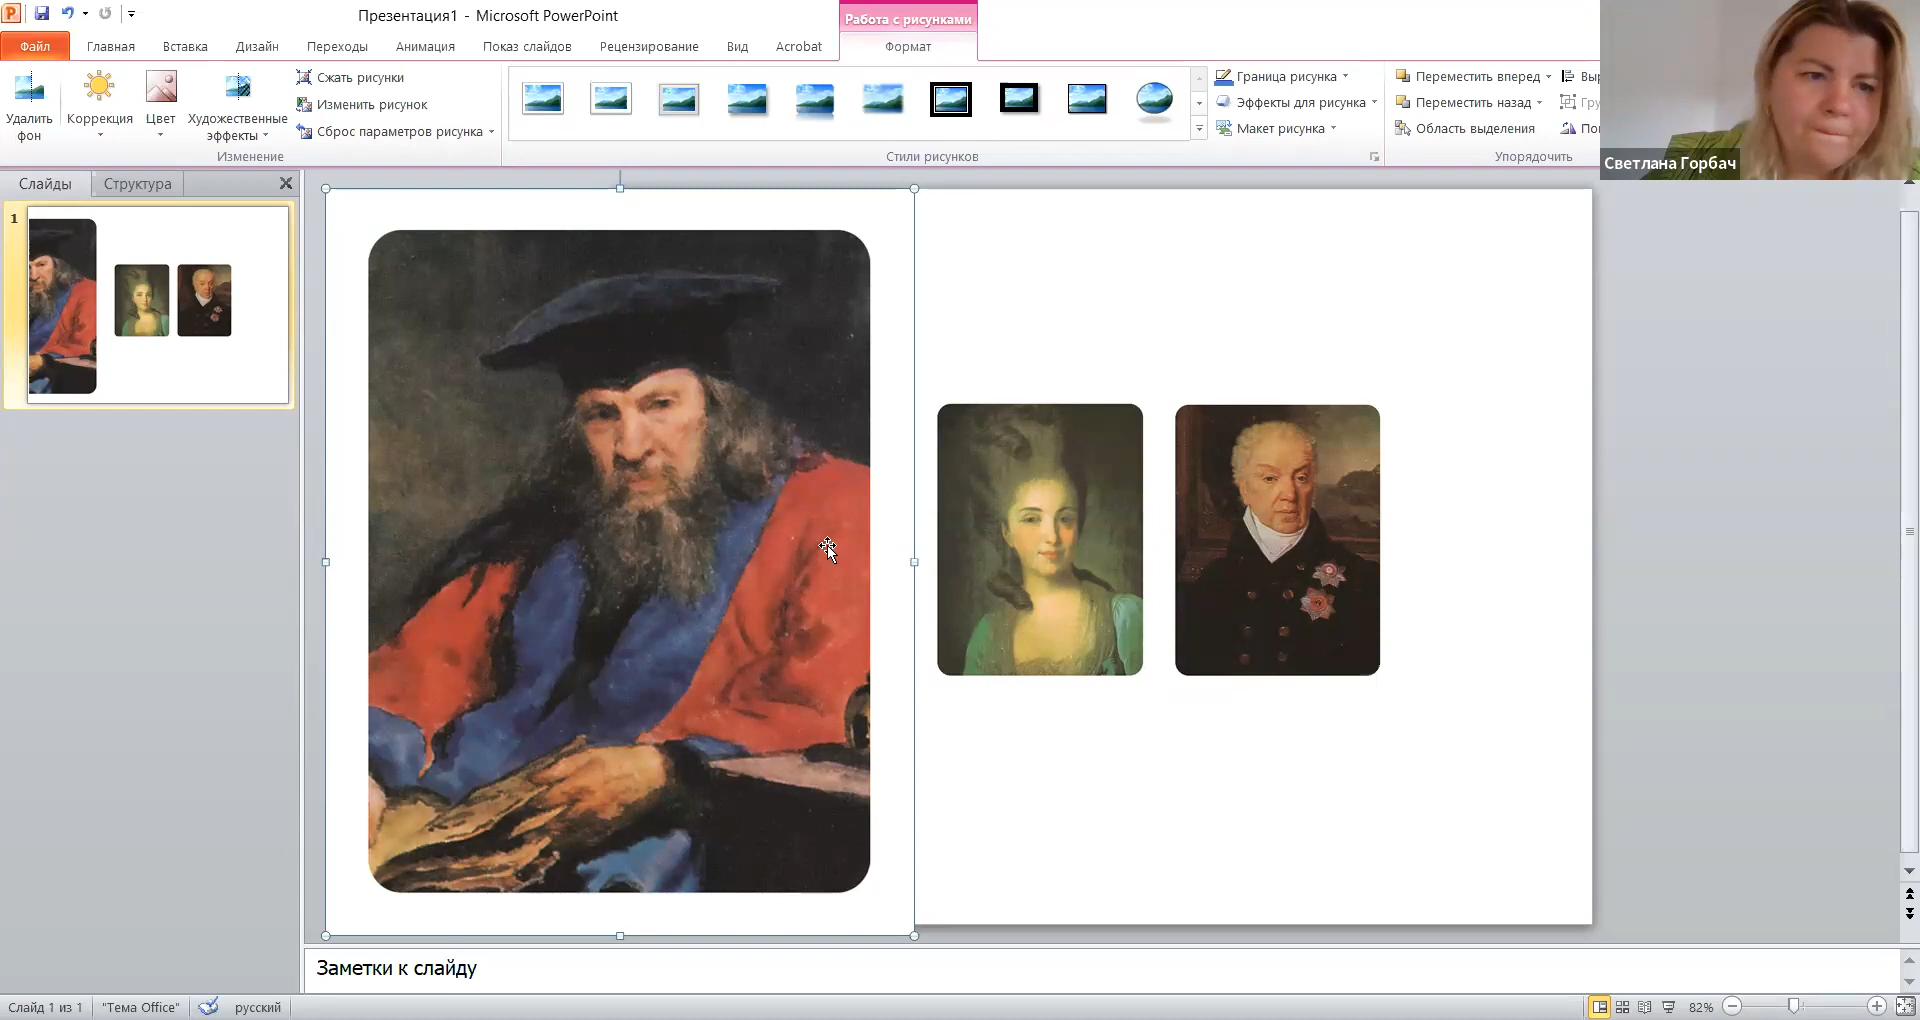 Презентация1 - Microsoft PowerPoint
Работа с рисунками
Файл
Главная
Вставка
Дизайн
Переходы
Анимация
Показ слайдов
Рецензирование
Вид
Acrobat
Формат
Удалить фон
Коррекция
Цвет
Художественные эффекты
Сжать рисунки
Изменить рисунок
Сброс параметров рисунка
Изменение
Стили рисунков
Граница рисунка
Эффекты для рисунка
Макет рисунка
Переместить вперед
Переместить назад
Область выделения
Выр
Гру
По
Упорядочить
Светлана Горбач
Слайды
Структура
1
Заметки к слайду
Слайд 1 из 1
"Тема Office"
русский
82%